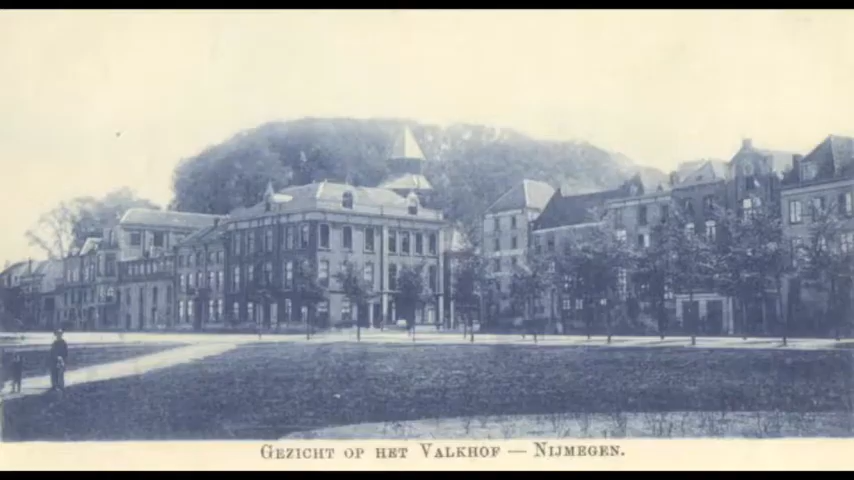 Gezicht op het Valkhof — Nijmegen.